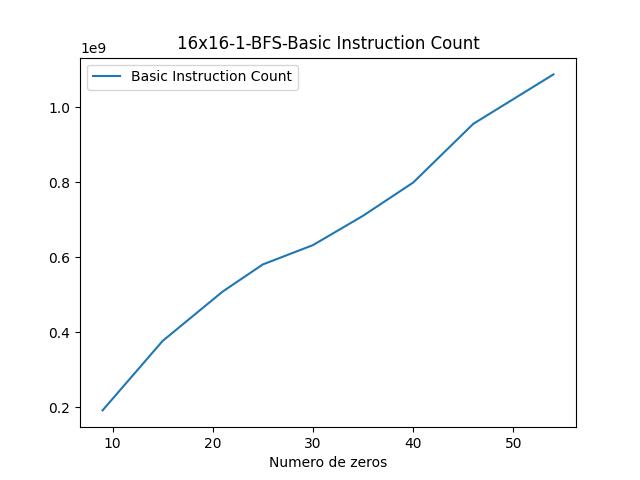 16x16-1-BFS-Basic Instruction Count
1e9
Basic Instruction Count
1.0
0.8
0.6
0.4
0.2
10 20 30 40 50
Numero de zeros